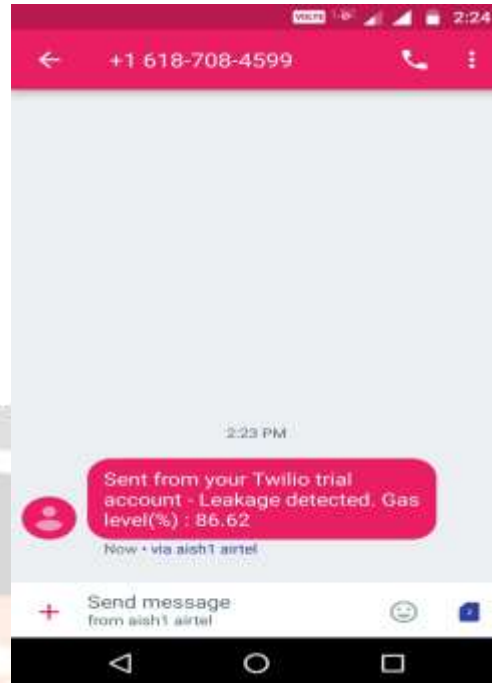 VOLTE 2:24
+1 618-708-4599
2:23 PM
Sent from your Twilio trial
account - Leakage detected. Gas
level(%) : 86.62
Now • via aish1 airtel
Send message
from aish1 airtel